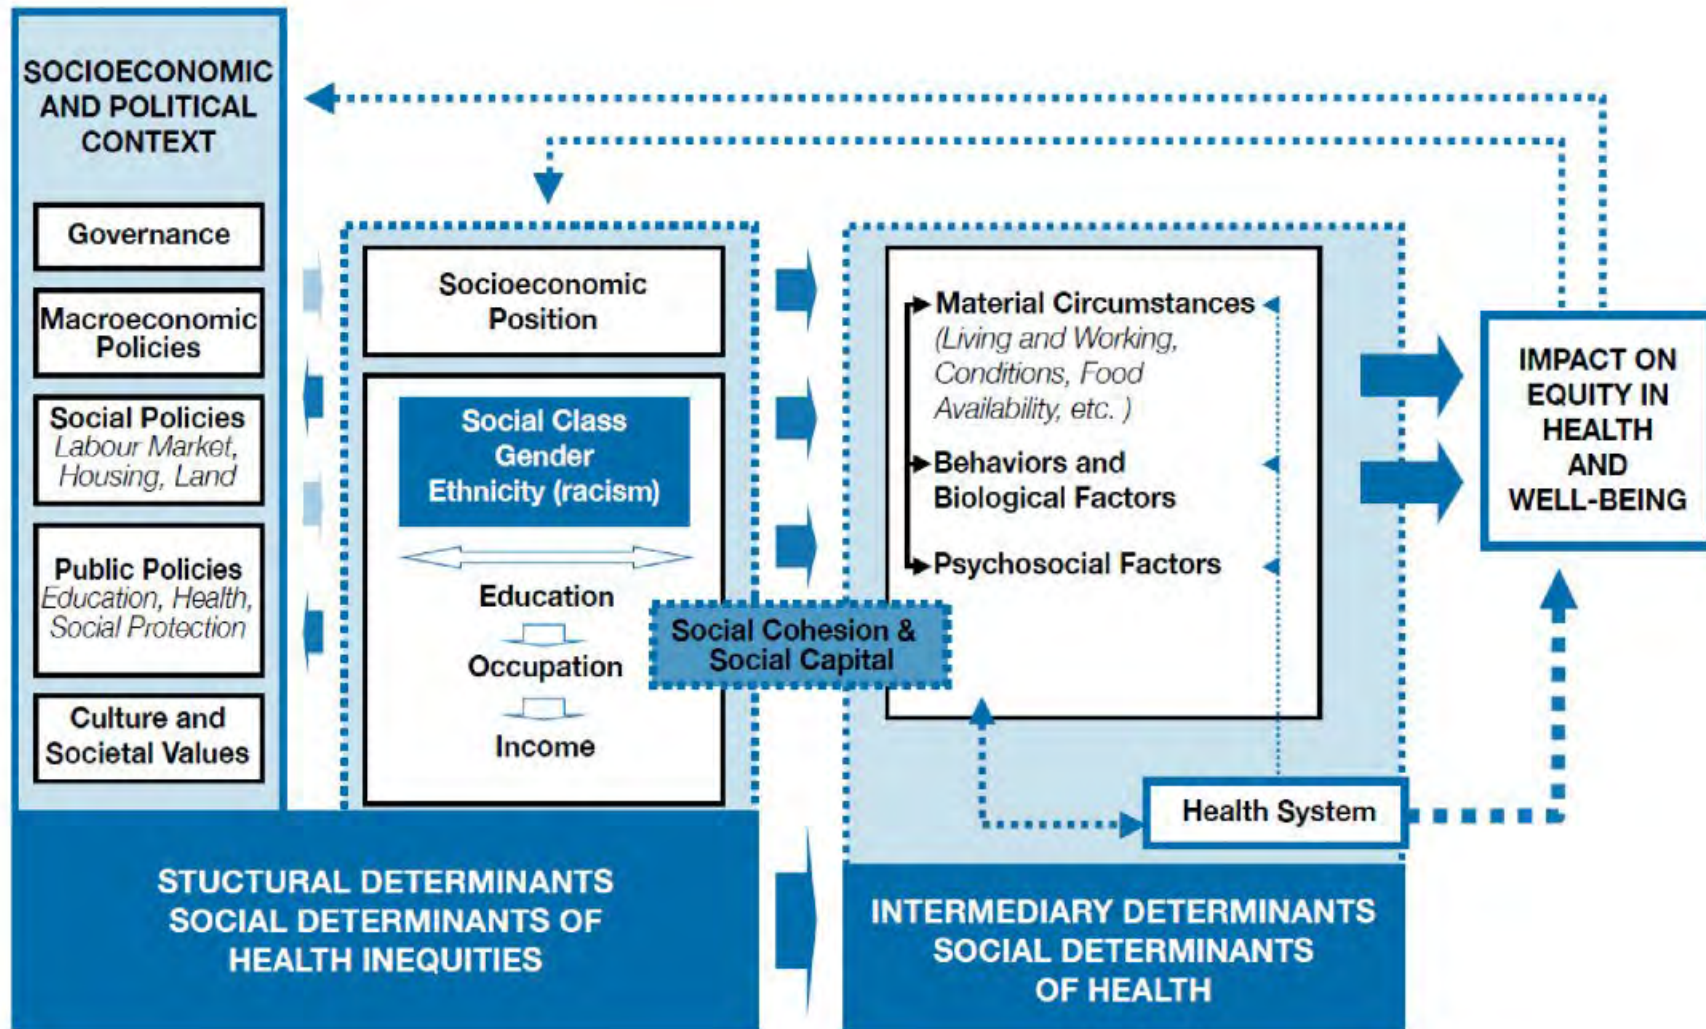 SOCIOECONOMIC
AND POLITICAL
CONTEXT
Governance
Macroeconomic
Policies
Social Policies
Labour Market,
Housing, Land
Public Policies
Education, Health,
Social Protection
Culture and
Societal Values
Socioeconomic
Position
Social Class
Gender
Ethnicity (racism)
Education
Occupation
Income
Social Cohesion &
Social Capital
Material Circumstances
(Living and Working,
Conditions, Food
Availability, etc. )
Behaviors and
Biological Factors
Psychosocial Factors
Health System
IMPACT ON
EQUITY IN
HEALTH
AND
WELL-BEING
STUCTURAL DETERMINANTS
SOCIAL DETERMINANTS OF
HEALTH INEQUITIES
INTERMEDIARY DETERMINANTS
SOCIAL DETERMINANTS
OF HEALTH